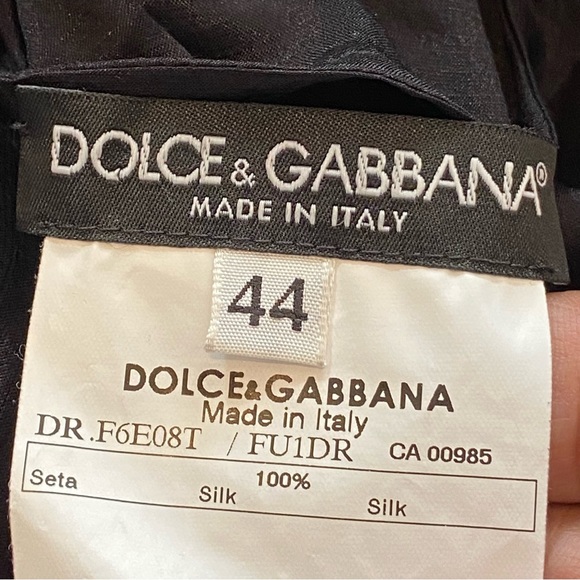 DOLCE & GABBANA®
MADE IN ITALY
44
DOLCE&GABBANA
Made in Italy
DR.F6E08T / FU1DR CA 00985
Seta 100%
Silk Silk